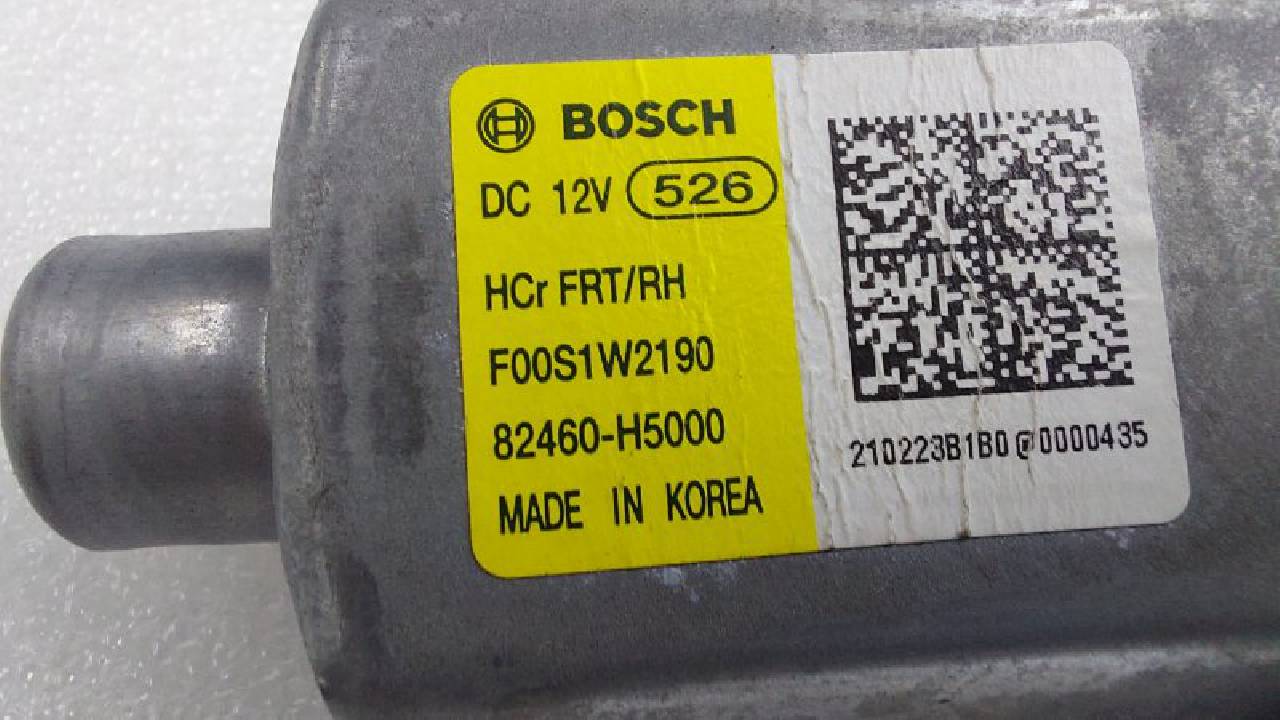 BOSCH
DC 12V 526
HCr FRT/RH
F00S1W2190
82460-H5000
MADE IN KOREA
210223B1B0@0000435